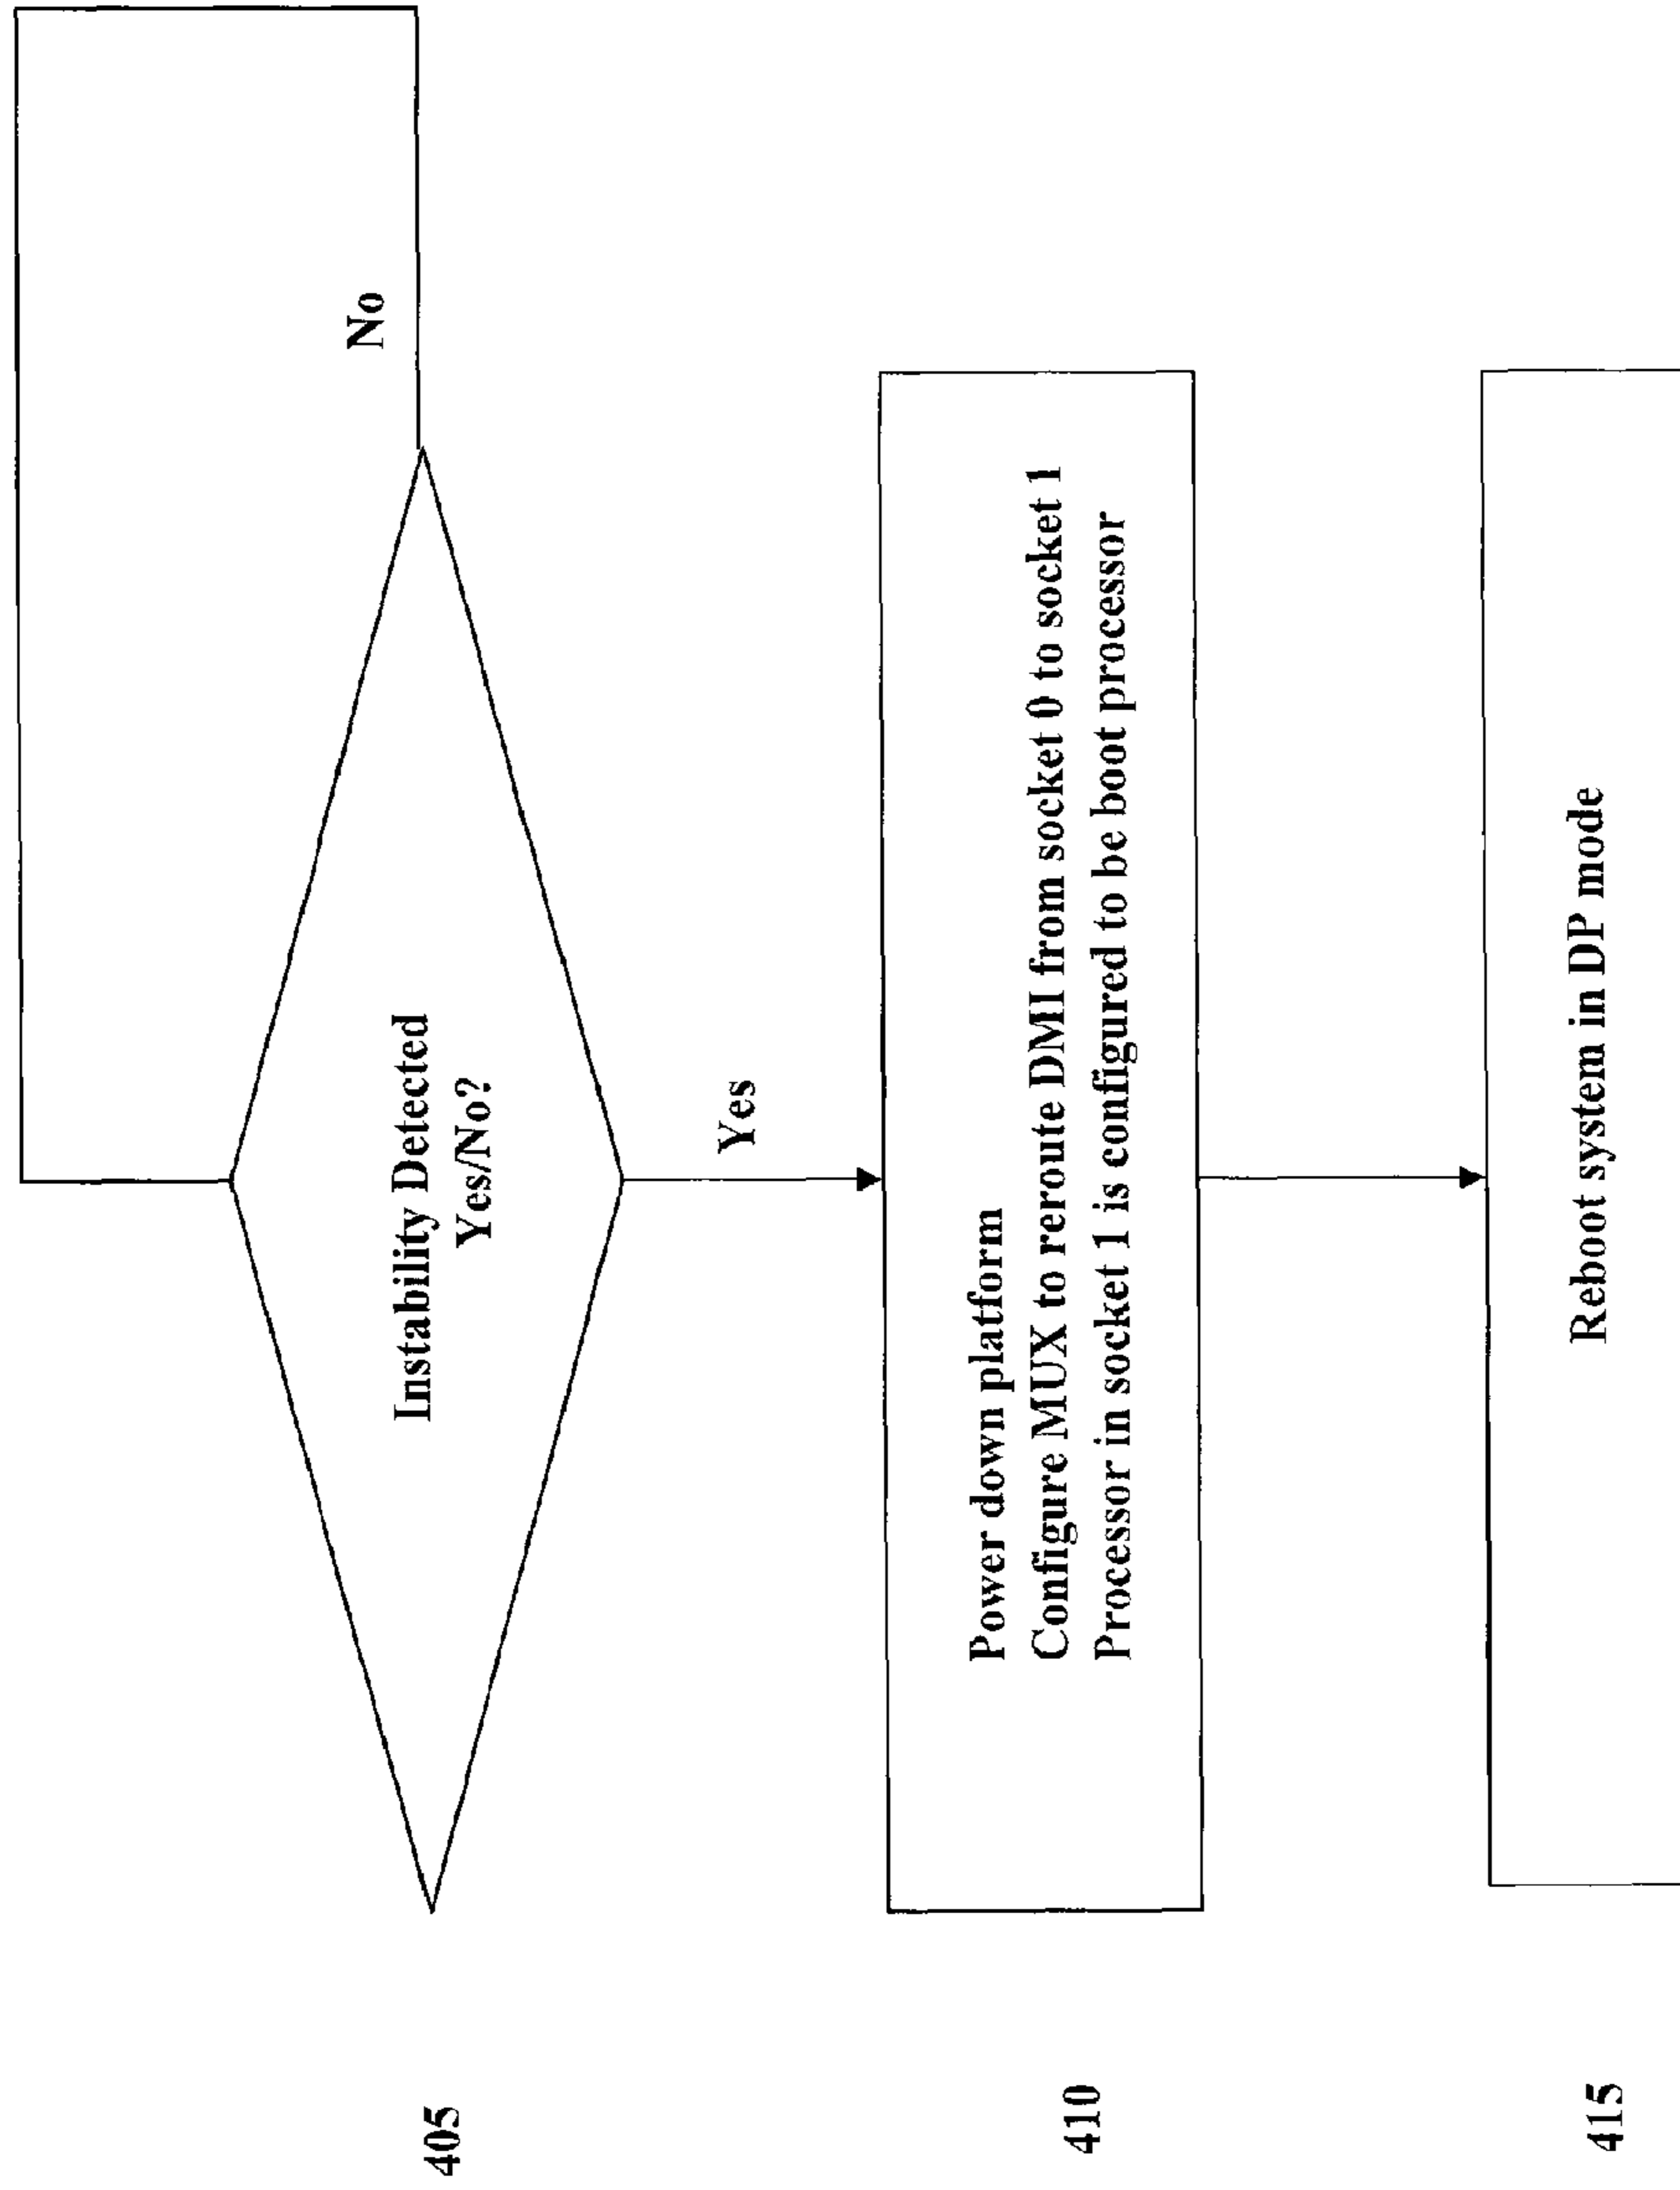 No
405
Instability Detected
Yes/No?
Yes
410
Power down platform
Configure MUX to reroute DMI from socket 0 to socket 1
Processor in socket 1 is configured to be boot processor
415
Reboot system in DP mode